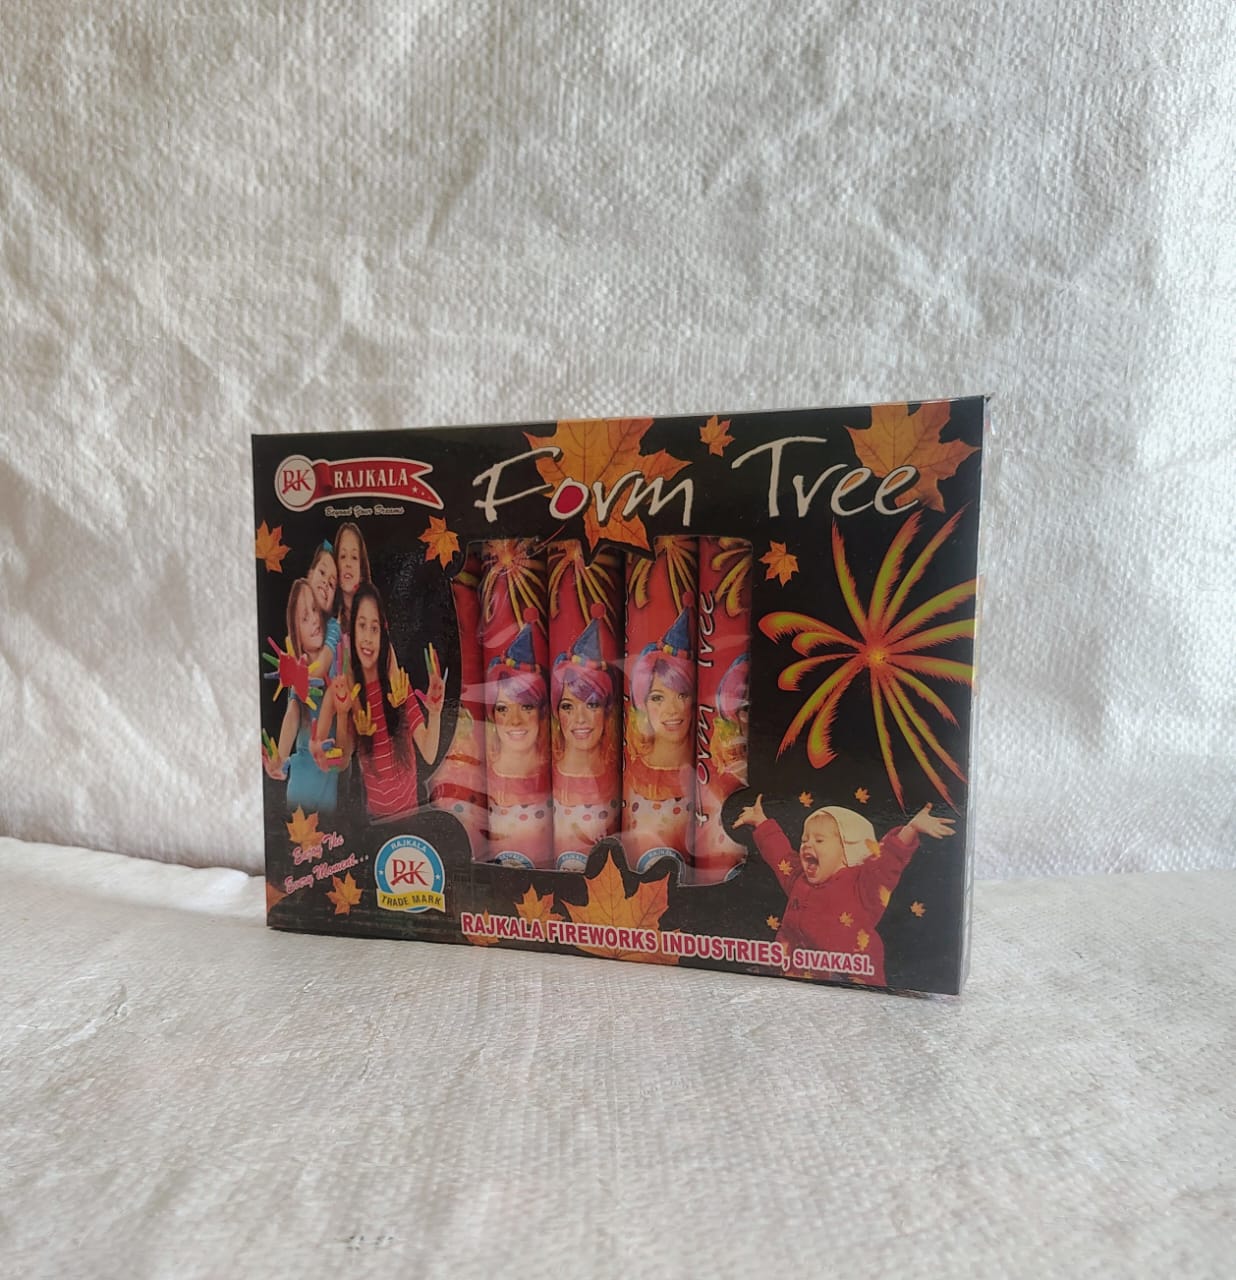 RK RAJKALA
Beyond Your Dreams
Form Tree
Form Tree
Enjoy The
Every Moment...
RAJKALA
RK
TRADE MARK
RAJKALA FIREWORKS INDUSTRIES, SIVAKASI.